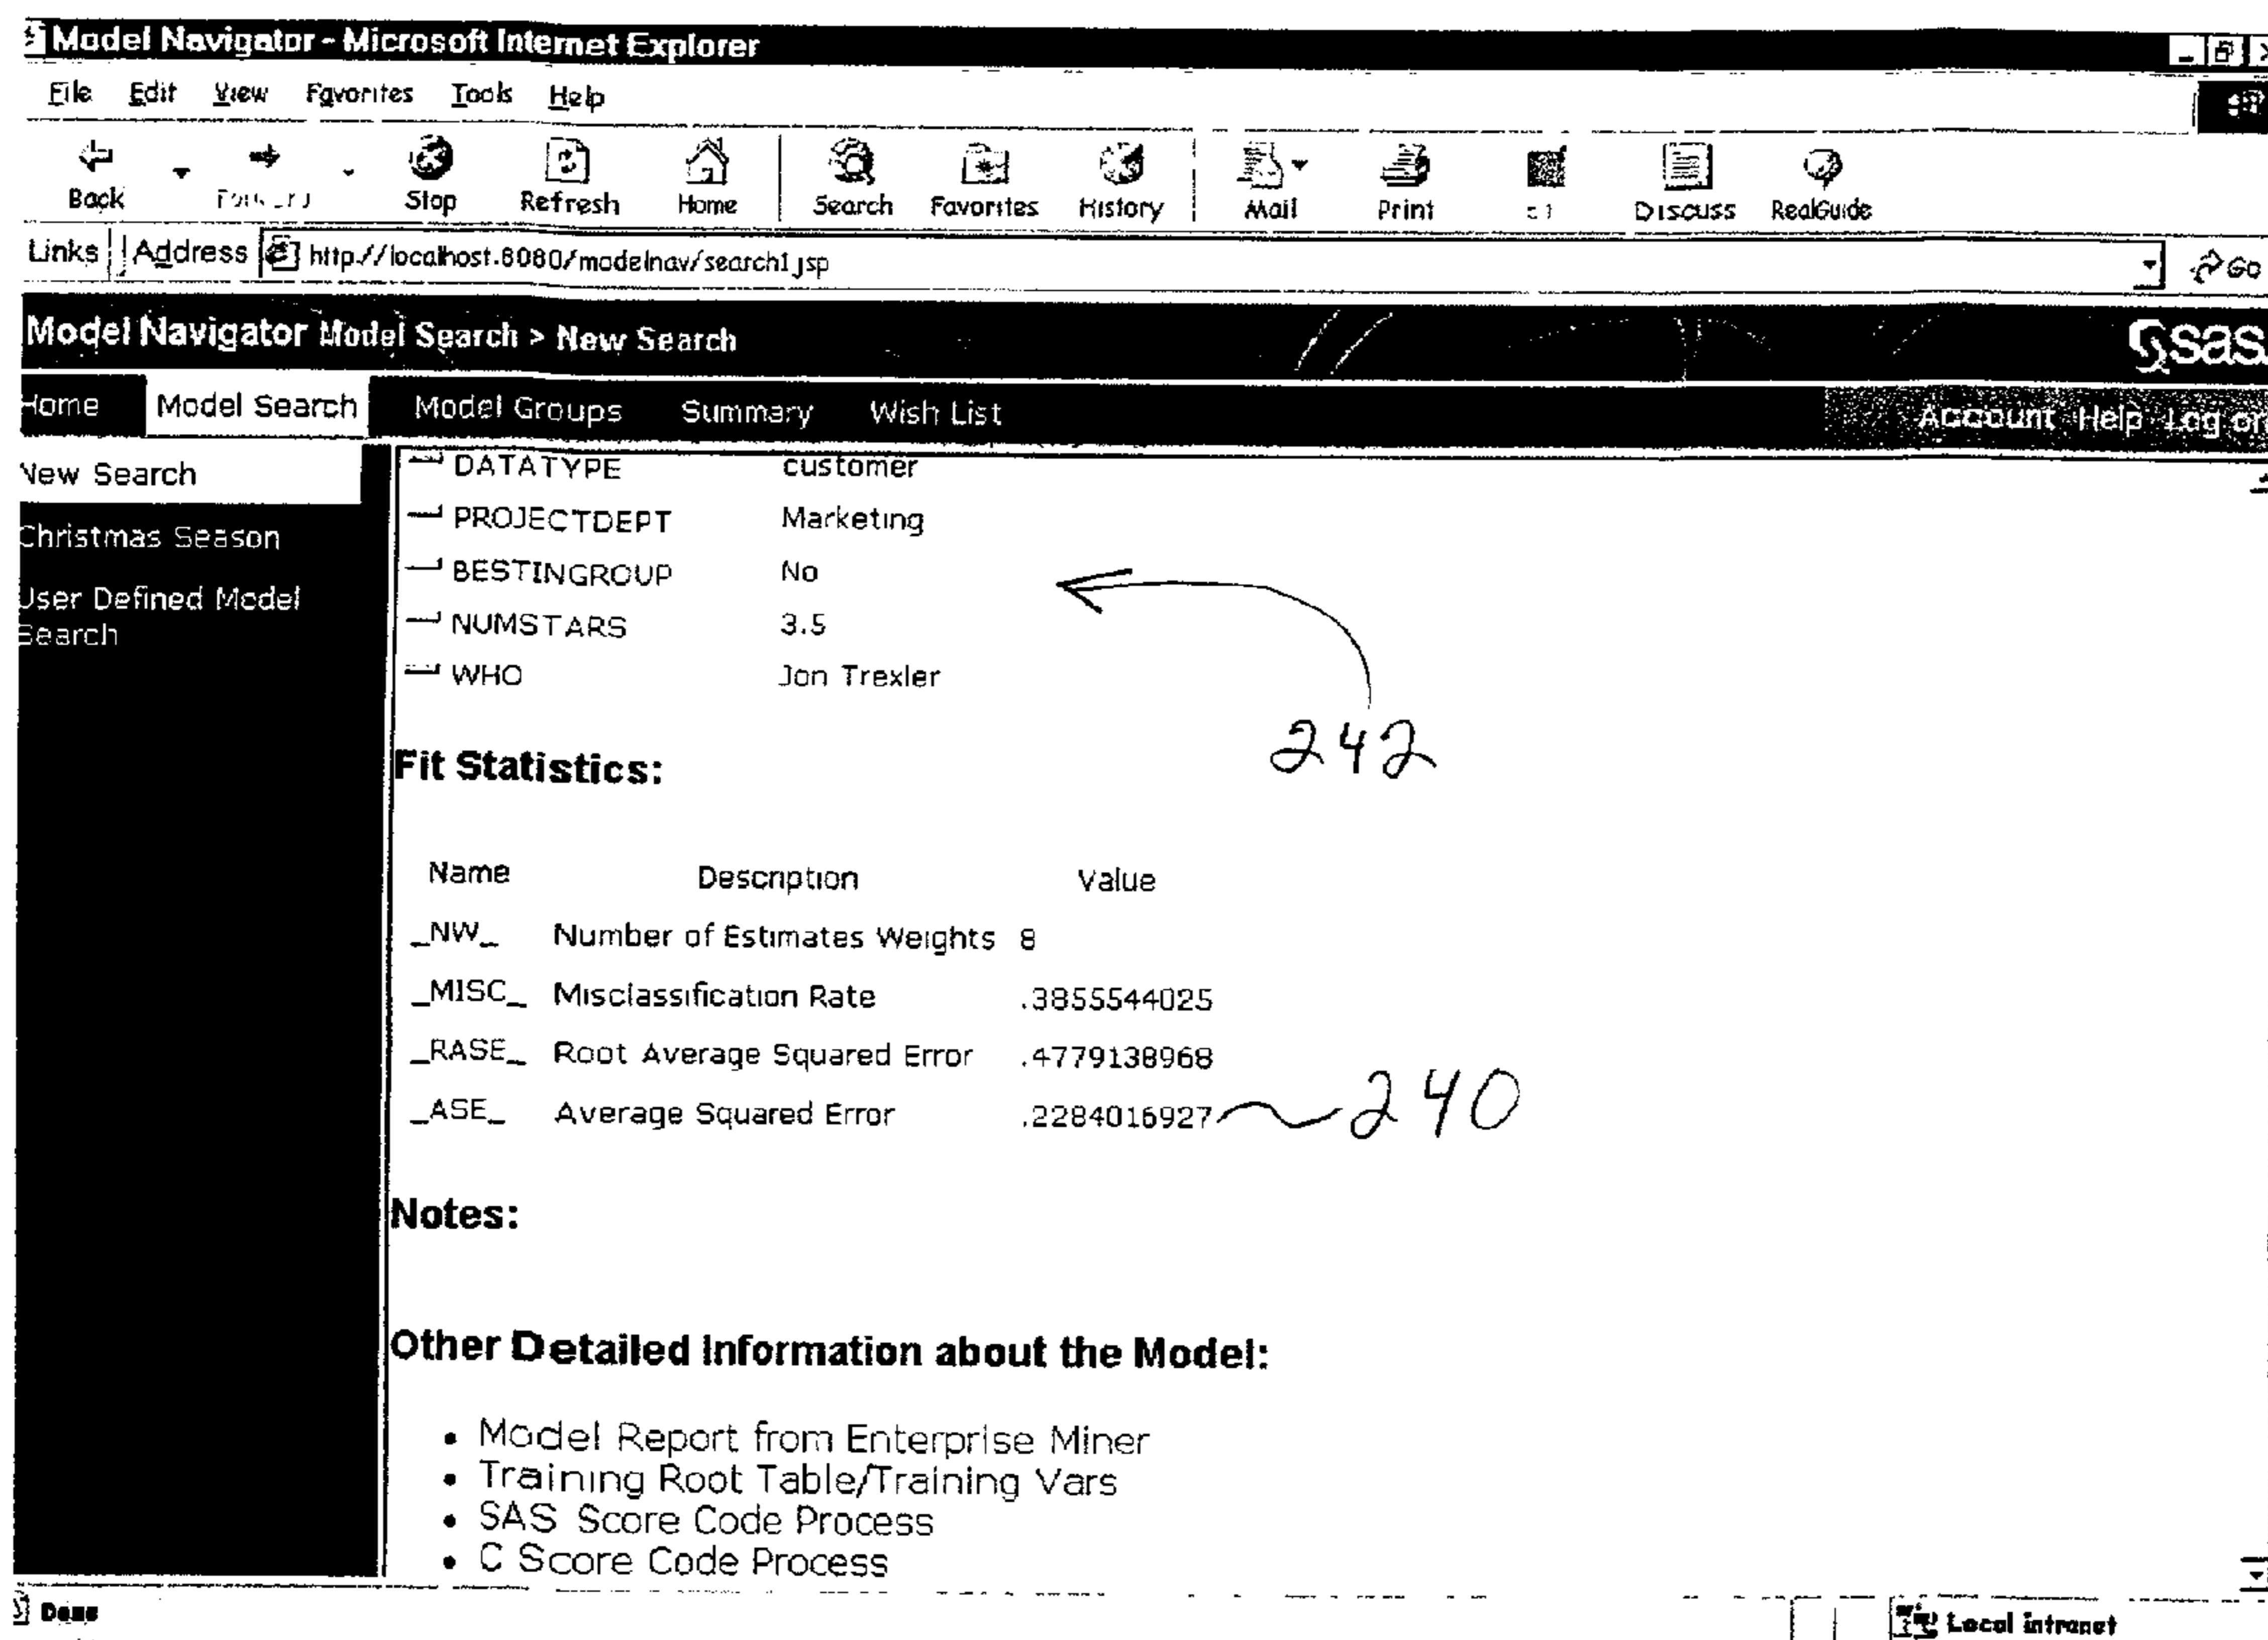 Model Navigator - Microsoft Internet Explorer
File Edit View Favorites Tools Help
Back Stop Refresh Home Search Favorites History Mail Print Discuss RealGuide
Links Address http://localhost:8080/modelnav/search1.jsp Go
Model Navigator Model Search > New Search sas
Home Model Search Model Groups Summary Wish List Account Help Log on
New Search
Christmas Season
User Defined Model
Search
DATATYPE customer
PROJECTDEPT Marketing
BESTINGROUP No
NUMSTARS 3.5
WHO Jon Trexler
242
Fit Statistics:
Name Description Value
_NW_ Number of Estimates Weights 8
_MISC_ Misclassification Rate .3855544025
_RASE_ Root Average Squared Error .4779138968
_ASE_ Average Squared Error .2284016927 240
Notes:
Other Detailed Information about the Model:
• Model Report from Enterprise Miner
• Training Root Table/Training Vars
• SAS Score Code Process
• C Score Code Process
Done Local intranet